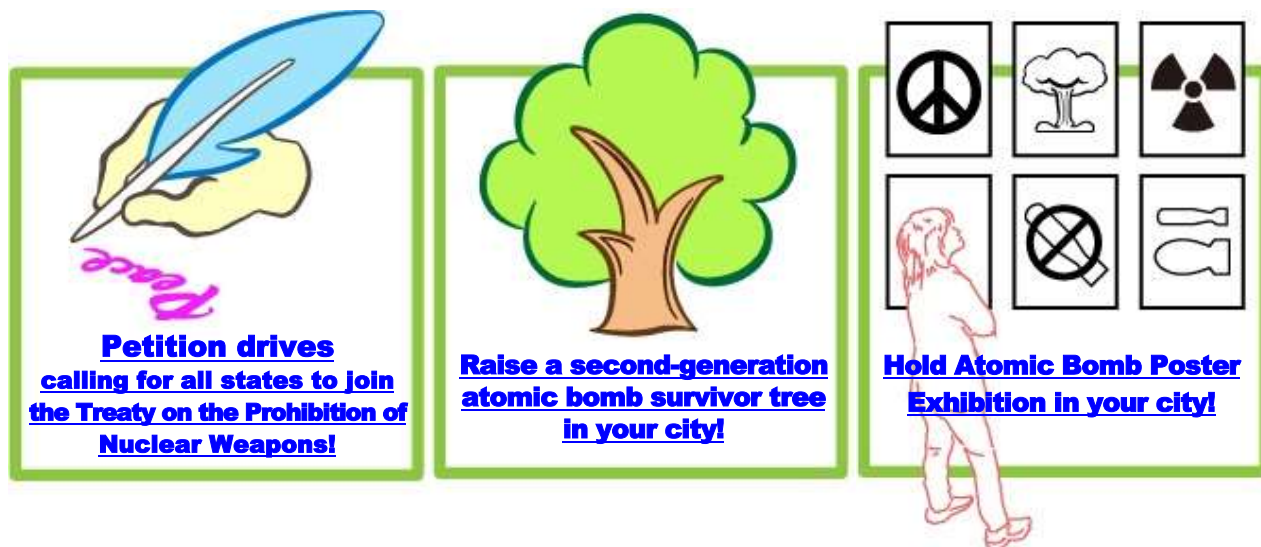 Peace
Petition drives
calling for all states to join
the Treaty on the Prohibition of
Nuclear Weapons!
Raise a second-generation
atomic bomb survivor tree
in your city!
Hold Atomic Bomb Poster
Exhibition in your city!